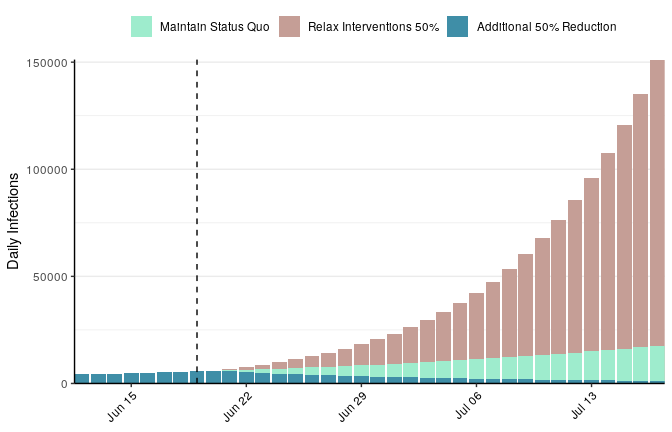 Maintain Status Quo Relax Interventions 50% Additional 50% Reduction
150000
100000
50000
0
Daily Infections
Jun 15 Jun 22 Jun 29 Jul 06 Jul 13